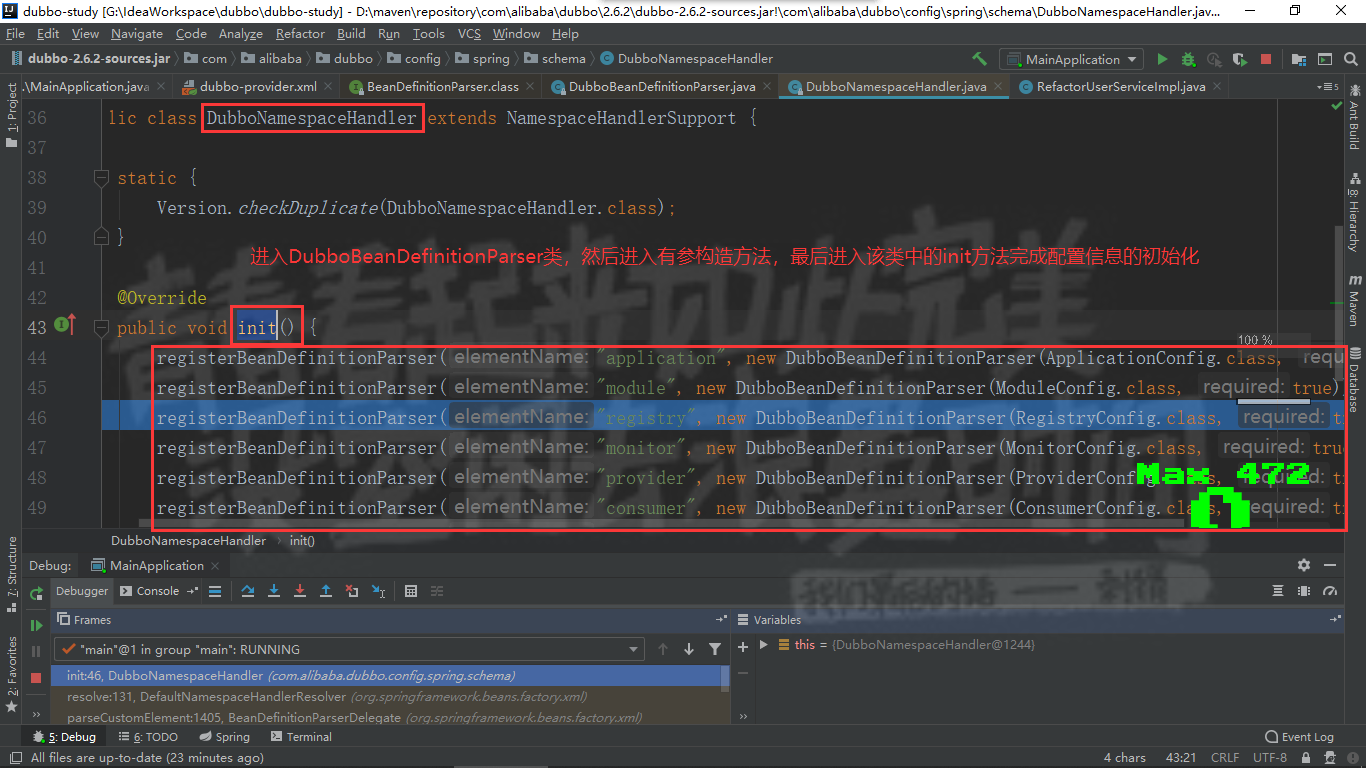 dubbo-study [G:\IdeaWorkspace\dubbo\dubbo-study] - D:\maven\repository\com\alibaba\dubbo\2.6.2\dubbo-2.6.2-sources.jar!\com\alibaba\dubbo\config\spring\schema\DubboNamespaceHandler.jav...
File Edit View Navigate Code Analyze Refactor Build Run Tools VCS Window Help
dubbo-2.6.2-sources.jar com alibaba dubbo config spring schema DubboNamespaceHandler MainApplication
.\MainApplication.java dubbo-provider.xml BeanDefinitionParser.class DubboBeanDefinitionParser.java DubboNamespaceHandler.java RefactorUserServiceImpl.java
1: Project
Ant Build
8: Hierarchy
Maven
Database
36 lic class DubboNamespaceHandler extends NamespaceHandlerSupport {
37
38 static {
39 Version.checkDuplicate(DubboNamespaceHandler.class);
40 }
进入DubboBeanDefinitionParser类，然后进入有参构造方法，最后进入该类中的init方法完成配置信息的初始化
41
42 @Override
43 public void init() {
100 %
44 registerBeanDefinitionParser( elementName: "application", new DubboBeanDefinitionParser(ApplicationConfig.class, requ
45 registerBeanDefinitionParser( elementName: "module", new DubboBeanDefinitionParser(ModuleConfig.class, required: true)
46 registerBeanDefinitionParser( elementName: "registry", new DubboBeanDefinitionParser(RegistryConfig.class, required: t
47 registerBeanDefinitionParser( elementName: "monitor", new DubboBeanDefinitionParser(MonitorConfig.class, required: true
48 registerBeanDefinitionParser( elementName: "provider", new DubboBeanDefinitionParser(ProviderConfig
Max 472
49 registerBeanDefinitionParser( elementName: "consumer", new DubboBeanDefinitionParser(ConsumerConfig.cl
DubboNamespaceHandler init()
Debug: MainApplication
Debugger Console
Frames Variables
"main"@1 in group "main": RUNNING
this = {DubboNamespaceHandler@1244}
init:46, DubboNamespaceHandler (com.alibaba.dubbo.config.spring.schema)
resolve:131, DefaultNamespaceHandlerResolver (org.springframework.beans.factory.xml)
parseCustomElement:1405, BeanDefinitionParserDelegate (org.springframework.beans.factory.xml)
Z: Structure
2: Favorites
5: Debug 6: TODO Spring Terminal Event Log
All files are up-to-date (23 minutes ago) 4 chars 43:21 CRLF UTF-8